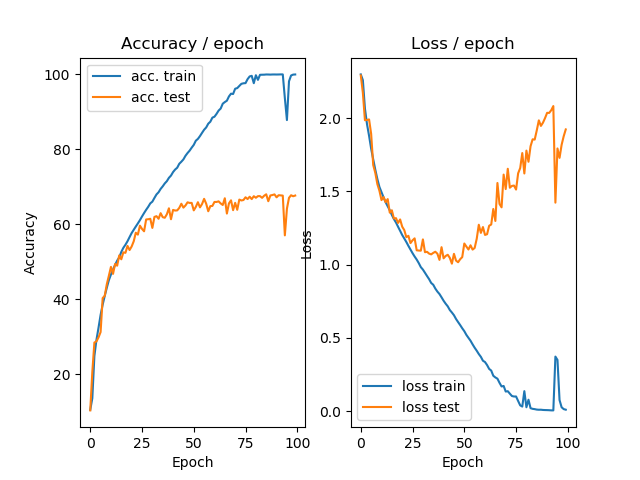 Accuracy / epoch
100
80
60
40
20
Accuracy
acc. train
acc. test
0
25
50
75
100
Epoch
Loss / epoch
2.0
1.5
1.0
0.5
0.0
Loss
loss train
loss test
0
25
50
75
100
Epoch